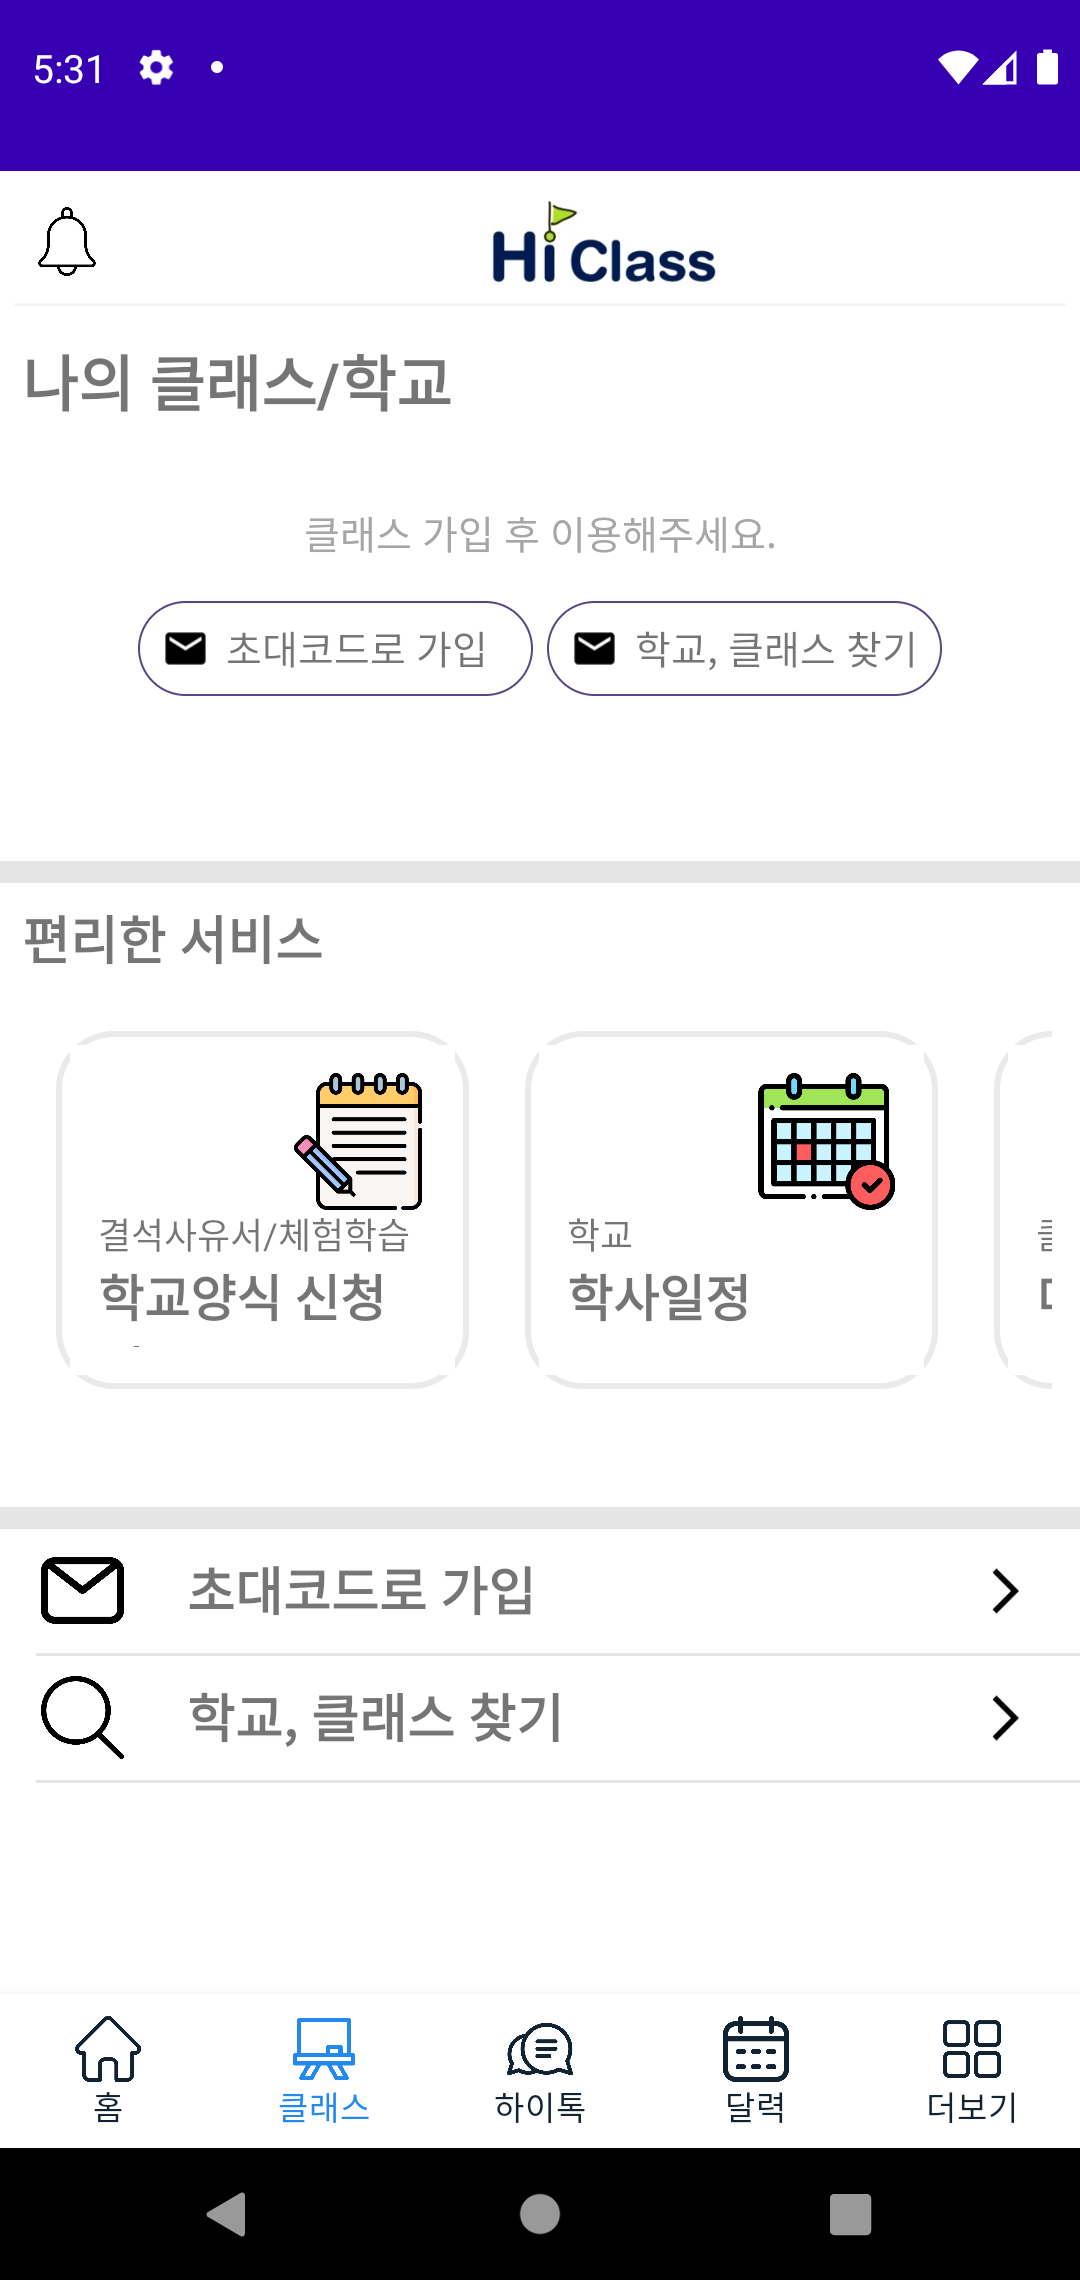 5:31
Hi Class
나의 클래스/학교
클래스 가입 후 이용해주세요.
초대코드로 가입
학교, 클래스 찾기
편리한 서비스
결석사유서/체험학습
학교양식 신청
학교
학사일정
초대코드로 가입
학교, 클래스 찾기
홈
클래스
하이톡
달력
더보기